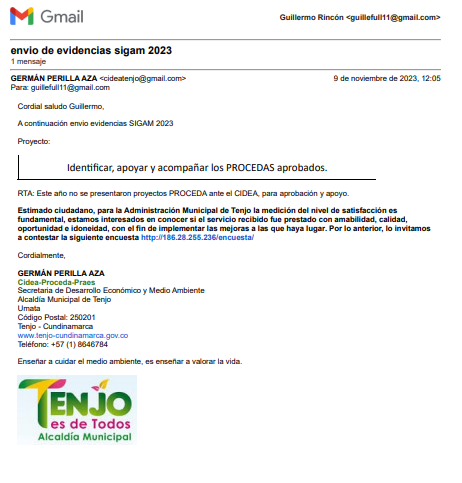 Gmail
Guillermo Rincón <guillefull11@gmail.com>
envio de evidencias sigam 2023
1 mensaje
GERMÁN PERILLA AZA <cideatenjo@gmail.com>
9 de noviembre de 2023, 12:05
Para: guillefull11@gmail.com
Cordial saludo Guillermo,
A continuación envio evidencias SIGAM 2023
Proyecto:
Identificar, apoyar y acompañar los PROCEDAS aprobados.
RTA: Este año no se presentaron proyectos PROCEDA ante el CIDEA, para aprobación y apoyo.
Estimado ciudadano, para la Administración Municipal de Tenjo la medición del nivel de satisfacción es
fundamental, estamos interesados en conocer si el servicio recibido fue prestado con amabilidad, calidad,
oportunidad e idoneidad, con el fin de implementar las mejoras a las que haya lugar. Por lo anterior, lo invitamos
a contestar la siguiente encuesta http://186.28.255.236/encuesta/
Cordialmente,
GERMÁN PERILLA AZA
Cidea-Proceda-Praes
Secretaria de Desarrollo Económico y Medio Ambiente
Alcaldía Municipal de Tenjo
Umata
Código Postal: 250201
Tenjo - Cundinamarca
www.tenjo-cundinamarca.gov.co
Teléfono: +57 (1) 8646784
Enseñar a cuidar el medio ambiente, es enseñar a valorar la vida.
TENJO
es de Todos
Alcaldía Municipal